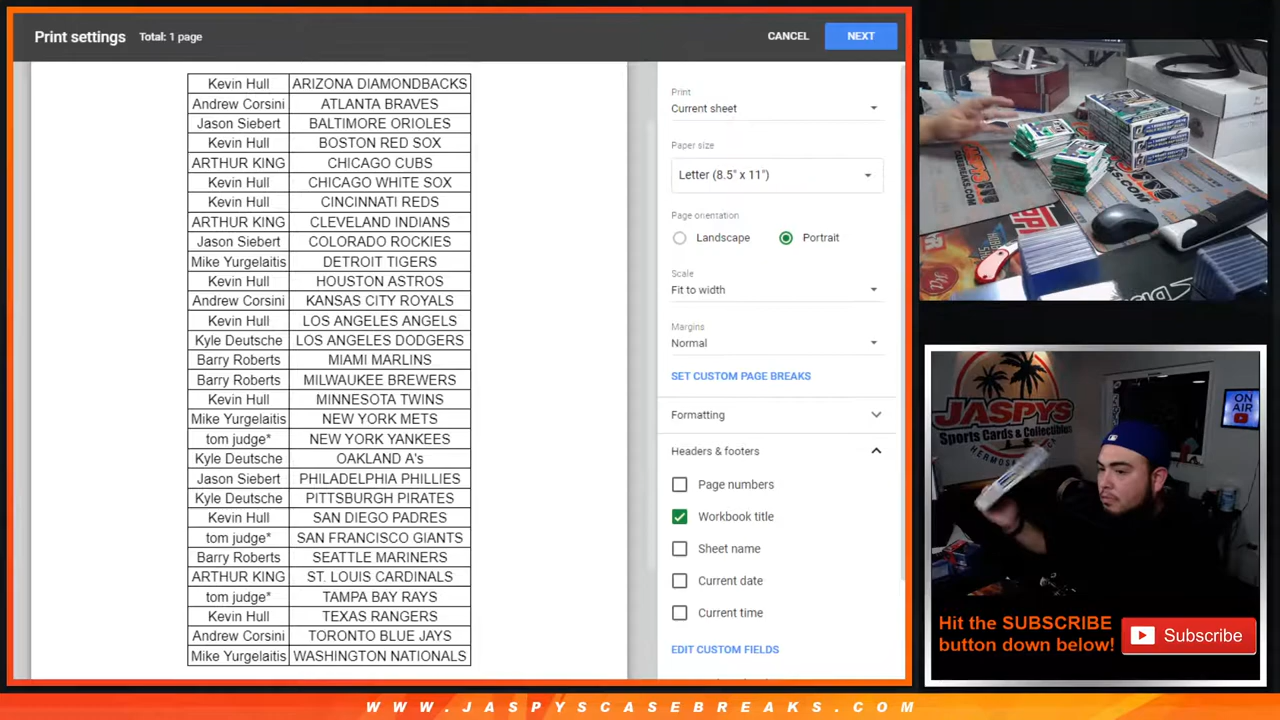 Print settings Total: 1 page CANCEL NEXT
Kevin Hull ARIZONA DIAMONDBACKS
Andrew Corsini ATLANTA BRAVES
Jason Siebert BALTIMORE ORIOLES
Kevin Hull BOSTON RED SOX
ARTHUR KING CHICAGO CUBS
Kevin Hull CHICAGO WHITE SOX
Kevin Hull CINCINNATI REDS
ARTHUR KING CLEVELAND INDIANS
Jason Siebert COLORADO ROCKIES
Mike Yurgelaitis DETROIT TIGERS
Kevin Hull HOUSTON ASTROS
Andrew Corsini KANSAS CITY ROYALS
Kevin Hull LOS ANGELES ANGELS
Kyle Deutsche LOS ANGELES DODGERS
Barry Roberts MIAMI MARLINS
Barry Roberts MILWAUKEE BREWERS
Kevin Hull MINNESOTA TWINS
Mike Yurgelaitis NEW YORK METS
tom judge* NEW YORK YANKEES
Kyle Deutsche OAKLAND A's
Jason Siebert PHILADELPHIA PHILLIES
Kyle Deutsche PITTSBURGH PIRATES
Kevin Hull SAN DIEGO PADRES
tom judge* SAN FRANCISCO GIANTS
Barry Roberts SEATTLE MARINERS
ARTHUR KING ST. LOUIS CARDINALS
tom judge* TAMPA BAY RAYS
Kevin Hull TEXAS RANGERS
Andrew Corsini TORONTO BLUE JAYS
Mike Yurgelaitis WASHINGTON NATIONALS
Print
Current sheet
Paper size
Letter (8.5" x 11")
Page orientation
Landscape Portrait
Scale
Fit to width
Margins
Normal
SET CUSTOM PAGE BREAKS
Formatting
Headers & footers
Page numbers
Workbook title
Sheet name
Current date
Current time
EDIT CUSTOM FIELDS
JASPYS
Sports Cards & Collectibles
HERMOS
ON
AIR
Hit the SUBSCRIBE
button down below!
Subscribe
WWW.JASPYSCASEBREAKS.COM